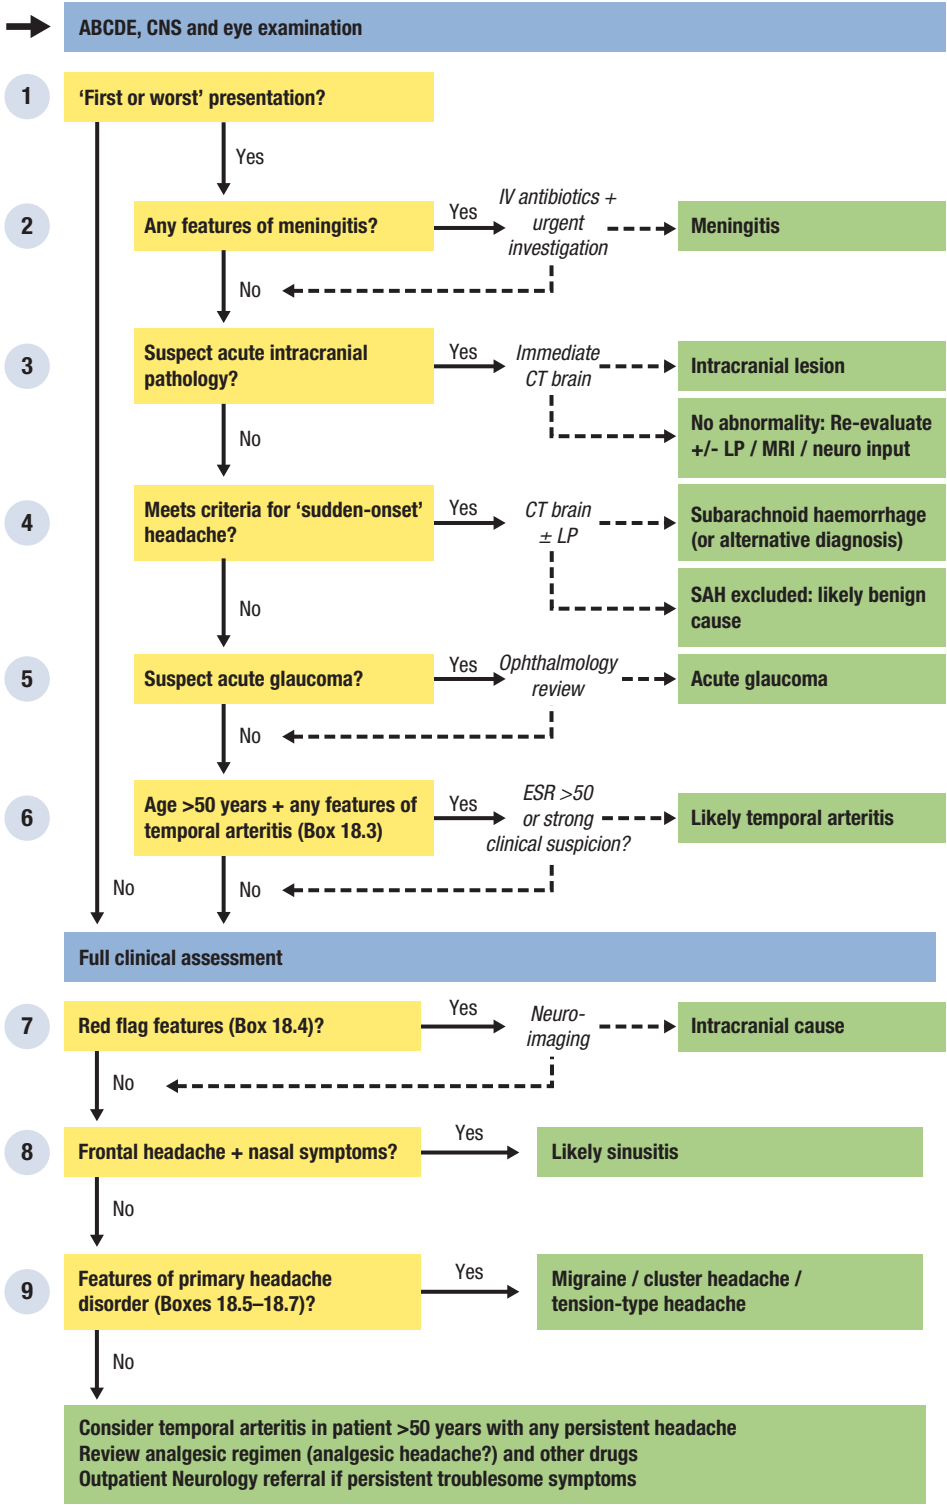 ABCDE, CNS and eye examination
1
‘First or worst’ presentation?
Yes
2
Any features of meningitis?
Yes
IV antibiotics +
urgent
investigation
Meningitis
No
3
Suspect acute intracranial
pathology?
Yes
Immediate
CT brain
Intracranial lesion
No abnormality: Re-evaluate
+/- LP / MRI / neuro input
No
4
Meets criteria for ‘sudden-onset’
headache?
Yes
CT brain
± LP
Subarachnoid haemorrhage
(or alternative diagnosis)
SAH excluded: likely benign
cause
No
5
Suspect acute glaucoma?
Yes
Ophthalmology
review
Acute glaucoma
No
6
Age >50 years + any features of
temporal arteritis (Box 18.3)
Yes
ESR >50
or strong
clinical suspicion?
Likely temporal arteritis
No
No
Full clinical assessment
7
Red flag features (Box 18.4)?
Yes
Neuro-
imaging
Intracranial cause
No
8
Frontal headache + nasal symptoms?
Yes
Likely sinusitis
No
9
Features of primary headache
disorder (Boxes 18.5–18.7)?
Yes
Migraine / cluster headache /
tension-type headache
No
Consider temporal arteritis in patient >50 years with any persistent headache
Review analgesic regimen (analgesic headache?) and other drugs
Outpatient Neurology referral if persistent troublesome symptoms